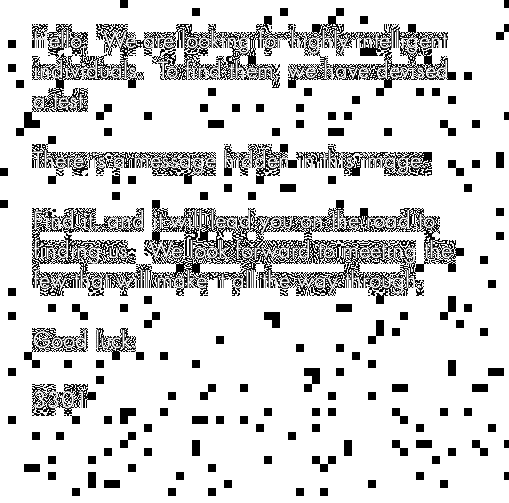 Hello. We are looking for highly intelligent
individuals. To find them, we have devised
a test.
There is a message hidden in this image.
Find it, and it will lead you on the road to
finding us. We look forward to meeting the
few that will make it all the way through.
Good luck.
3301